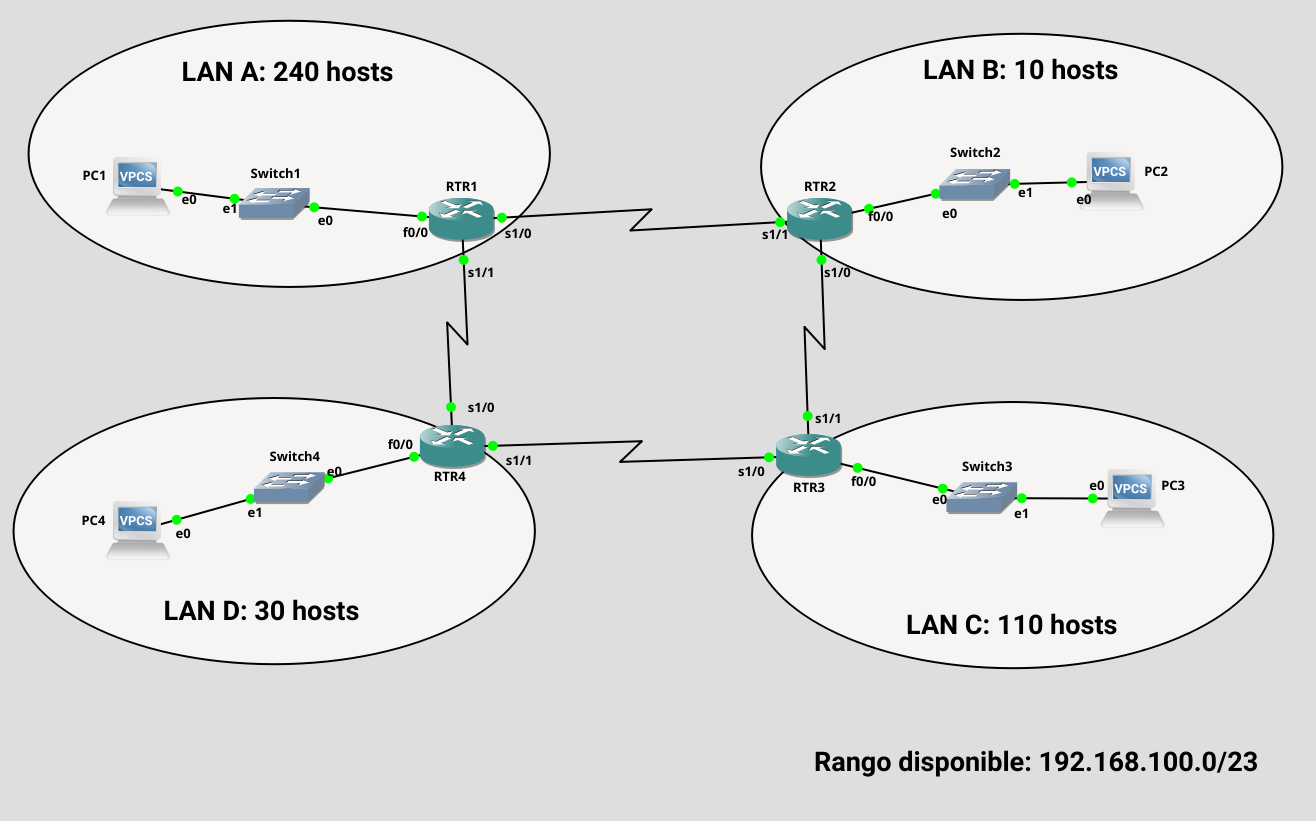 LAN A: 240 hosts
PC1
VPCS
e0
e1
Switch1
e0
f0/0
RTR1
s1/0
s1/1
LAN B: 10 hosts
RTR2
s1/1
f0/0
s1/0
Switch2
e0
e1
e0
VPCS
PC2
s1/0
f0/0
s1/1
RTR4
Switch4
e0
e1
PC4
VPCS
e0
LAN D: 30 hosts
s1/1
s1/0
RTR3
f0/0
Switch3
e0
e1
e0
VPCS
PC3
LAN C: 110 hosts
Rango disponible: 192.168.100.0/23